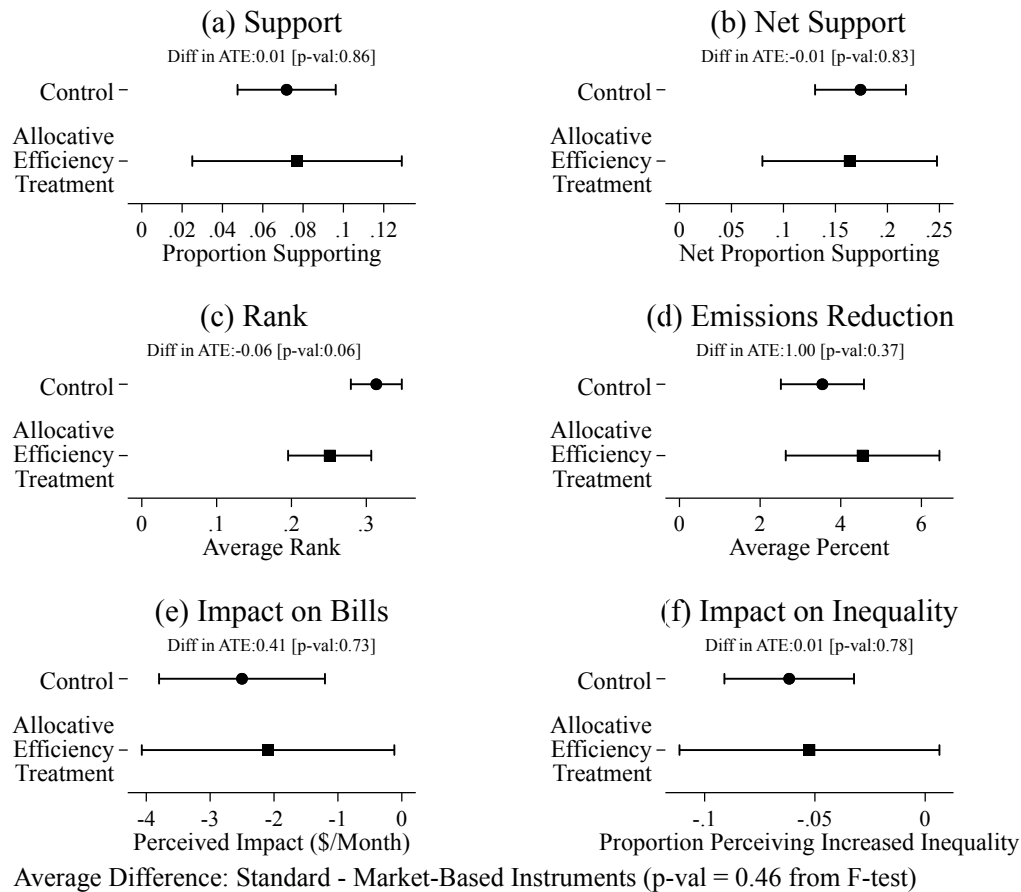 (a) Support
Diff in ATE:0.01 [p-val:0.86]
Control
Allocative
Efficiency
Treatment
0 .02 .04 .06 .08 .1 .12
Proportion Supporting
(b) Net Support
Diff in ATE:-0.01 [p-val:0.83]
Control
Allocative
Efficiency
Treatment
0 .05 .1 .15 .2 .25
Net Proportion Supporting
(c) Rank
Diff in ATE:-0.06 [p-val:0.06]
Control
Allocative
Efficiency
Treatment
0 .1 .2 .3
Average Rank
(d) Emissions Reduction
Diff in ATE:1.00 [p-val:0.37]
Control
Allocative
Efficiency
Treatment
0 2 4 6
Average Percent
(e) Impact on Bills
Diff in ATE:0.41 [p-val:0.73]
Control
Allocative
Efficiency
Treatment
-4 -3 -2 -1 0
Perceived Impact ($/Month)
(f) Impact on Inequality
Diff in ATE:0.01 [p-val:0.78]
Control
Allocative
Efficiency
Treatment
-.1 -.05 0
Proportion Perceiving Increased Inequality
Average Difference: Standard - Market-Based Instruments (p-val = 0.46 from F-test)